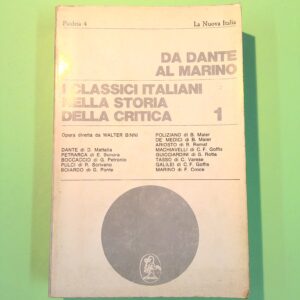 Paideia 4
La Nuova Italia
DA DANTE
AL MARINO
I CLASSICI ITALIANI
NELLA STORIA
DELLA CRITICA 1
Opera diretta da WALTER BINNI
DANTE di D. Mattalia
PETRARCA di E. Bonora
BOCCACCIO di G. Petronio
PULCI di R. Scrivano
BOIARDO di G. Ponte
POLIZIANO di B. Maier
DE MEDICI di B. Maier
ARIOSTO di R. Ramat
MACHIAVELLI di C. F. Goffis
GUICCIARDINI di G. Rotta
TASSO di C. Varese
GALILEI di C. F. Goffis
MARINO di F. Croce